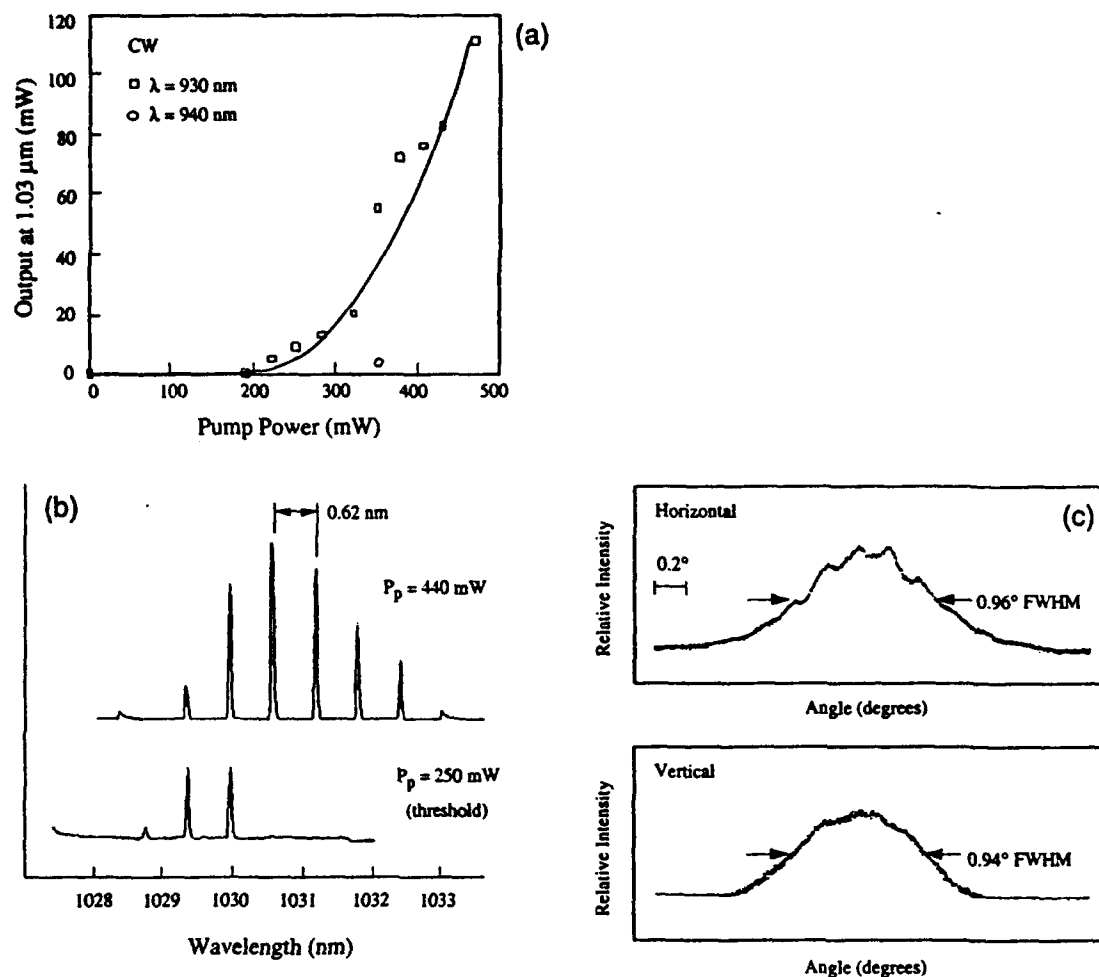 (a)
CW
λ = 930 nm
λ = 940 nm
120
100
80
60
40
20
0
Output at 1.03 μm (mW)
0 100 200 300 400 500
Pump Power (mW)
(b)
0.62 nm
Pp = 440 mW
Pp = 250 mW
(threshold)
1028 1029 1030 1031 1032 1033
Wavelength (nm)
(c)
Horizontal
0.2°
0.96° FWHM
Relative Intensity
Angle (degrees)
Vertical
0.94° FWHM
Relative Intensity
Angle (degrees)